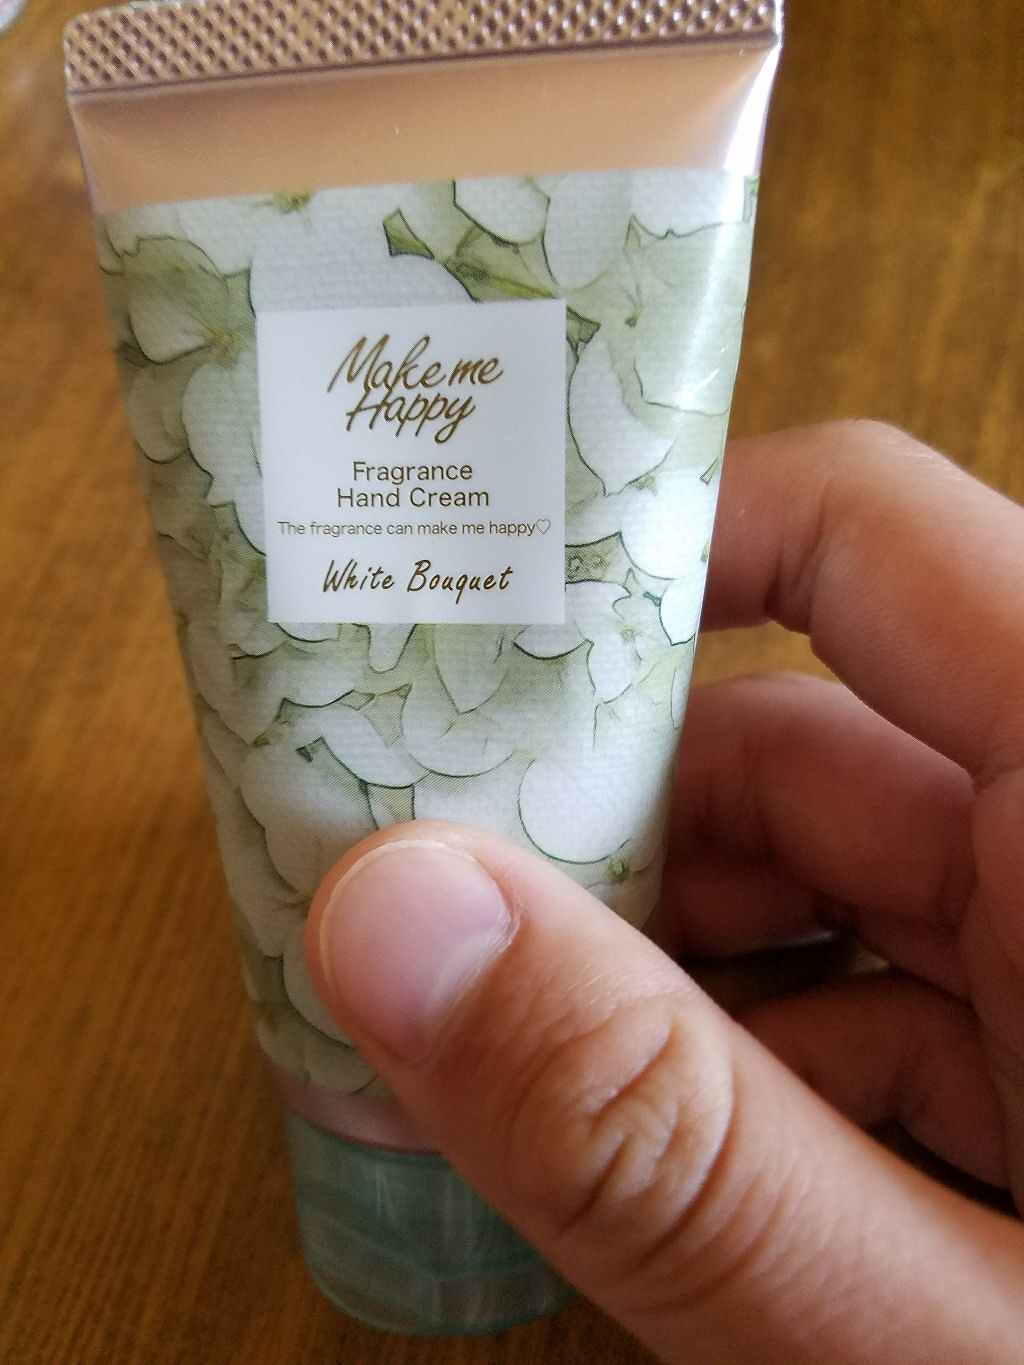 Make me
Happy
Fragrance
Hand Cream
The fragrance can make me happy♡
White Bouquet